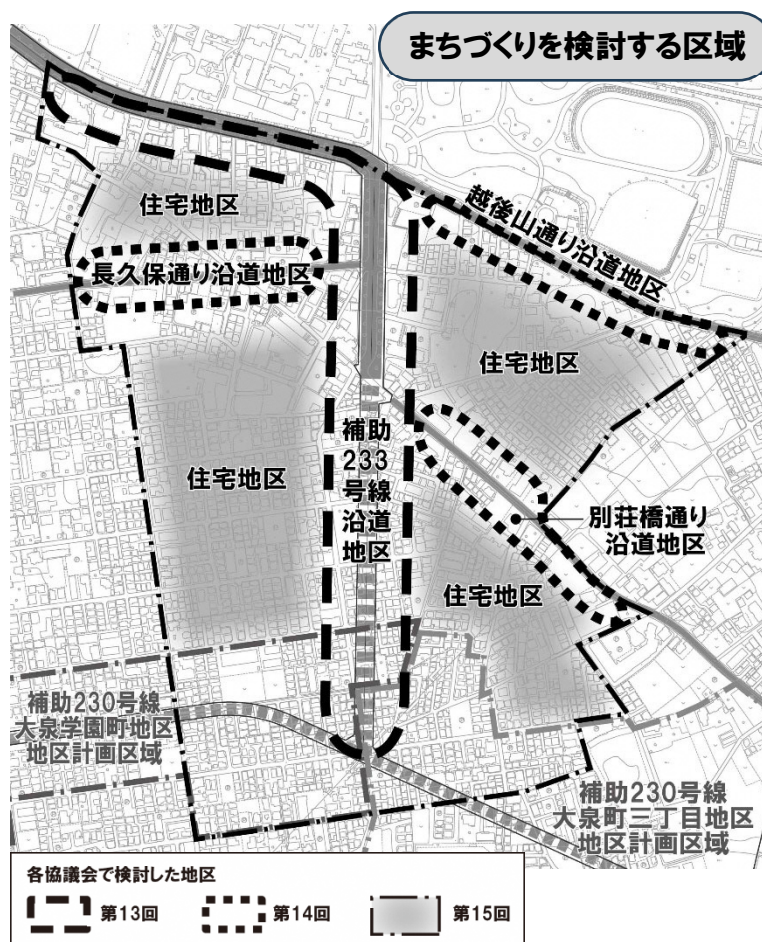 まちづくりを検討する区域
越後山通り沿道地区
住宅地区
長久保通り沿道地区
住宅地区
住宅地区
補助
233
号線
沿道
地区
別荘橋通り
沿道地区
住宅地区
補助230号線
大泉学園町地区
地区計画区域
補助230号線
大泉町三丁目地区
地区計画区域
各協議会で検討した地区
第13回
第14回
第15回